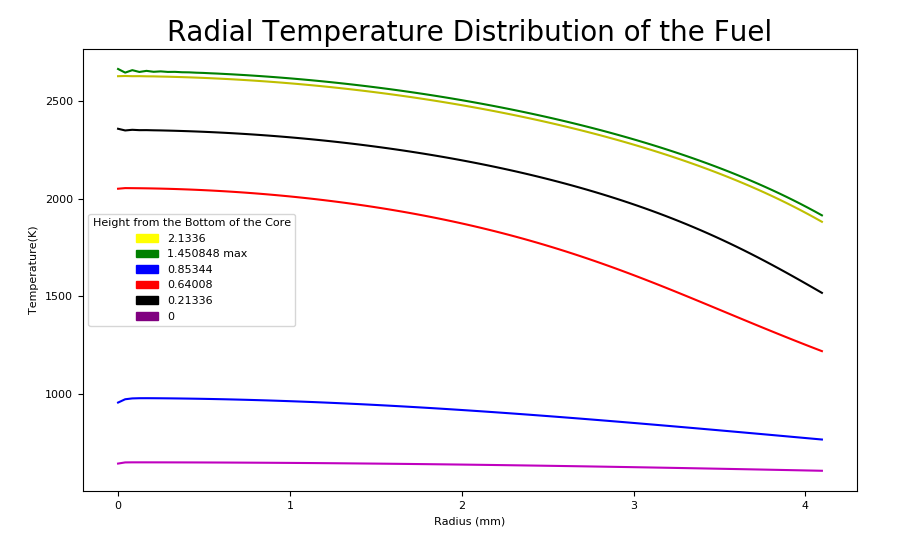 Radial Temperature Distribution of the Fuel
Temperature(K)
2500
2000
1500
1000
Height from the Bottom of the Core
2.1336
1.450848 max
0.85344
0.64008
0.21336
0
0 1 2 3 4
Radius (mm)